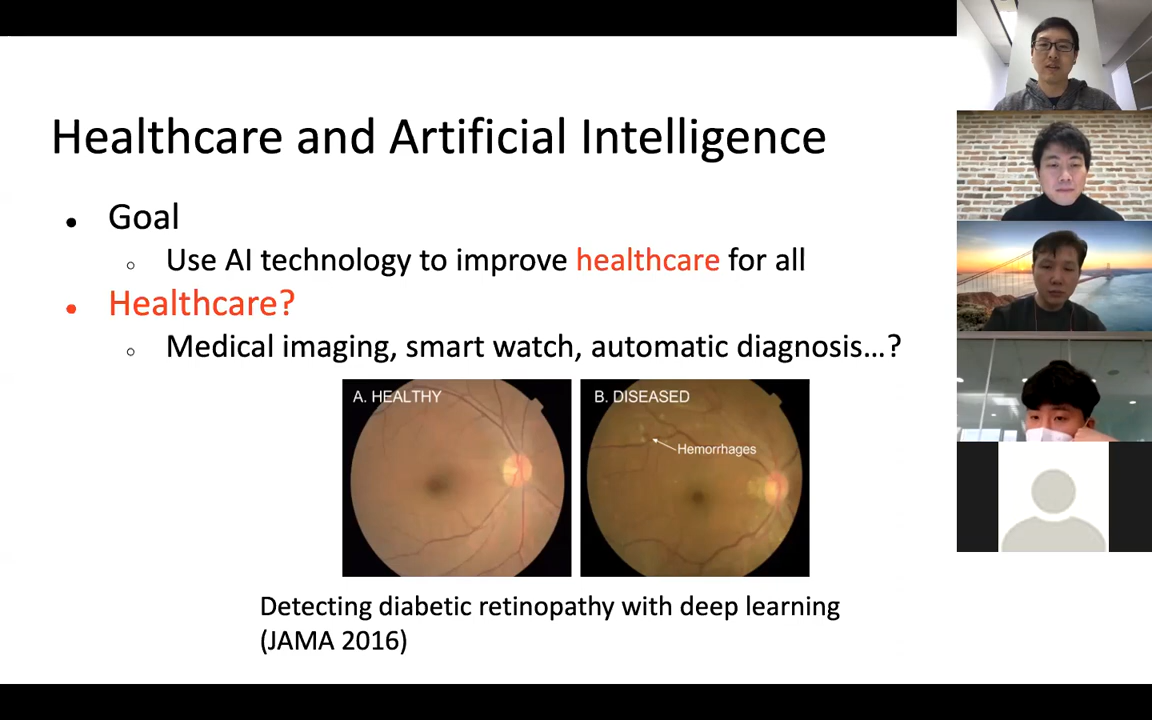 Healthcare and Artificial Intelligence
• Goal
○ Use AI technology to improve healthcare for all
• Healthcare?
○ Medical imaging, smart watch, automatic diagnosis…?
A. HEALTHY
B. DISEASED
Hemorrhages
Detecting diabetic retinopathy with deep learning
(JAMA 2016)